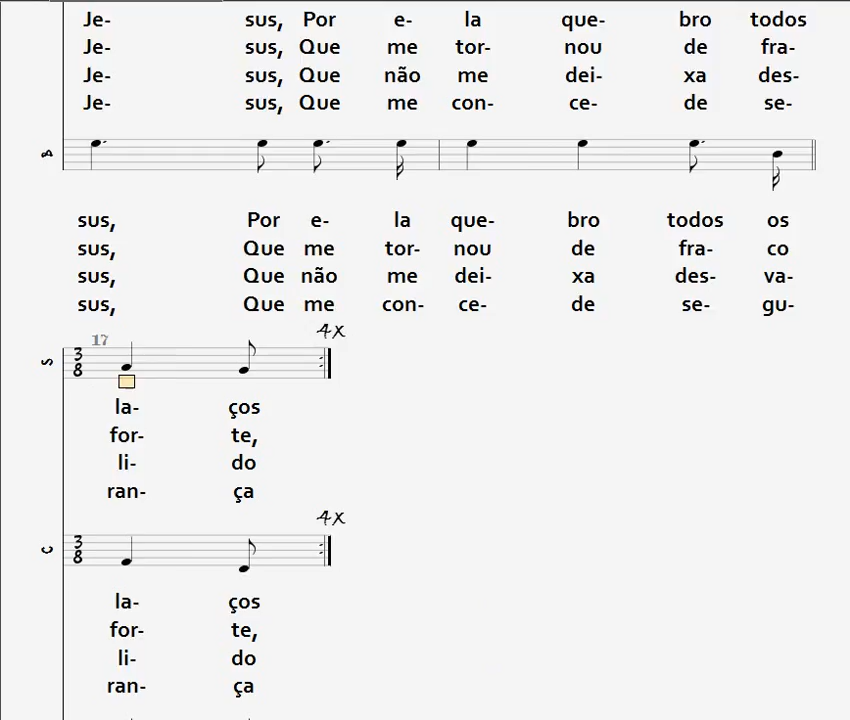 Je- sus, Por e- la que- bro todos
Je- sus, Que me tor- nou de fra-
Je- sus, Que não me dei- xa des-
Je- sus, Que me con- ce- de se-
A
sus, Por e- la que- bro todos os
sus, Que me tor- nou de fra- co
sus, Que não me dei- xa des- va-
sus, Que me con- ce- de se- gu-
4x
17
S
3
8
la- ços
for- te,
li- do
ran- ça
4x
C
3
8
la- ços
for- te,
li- do
ran- ça